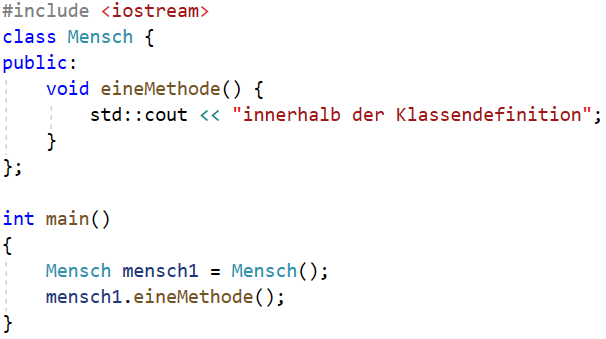 #include <iostream>
class Mensch {
public:
    void eineMethode() {
        std::cout << "innerhalb der Klassendefinition";
    }
};

int main()
{
    Mensch mensch1 = Mensch();
    mensch1.eineMethode();
}